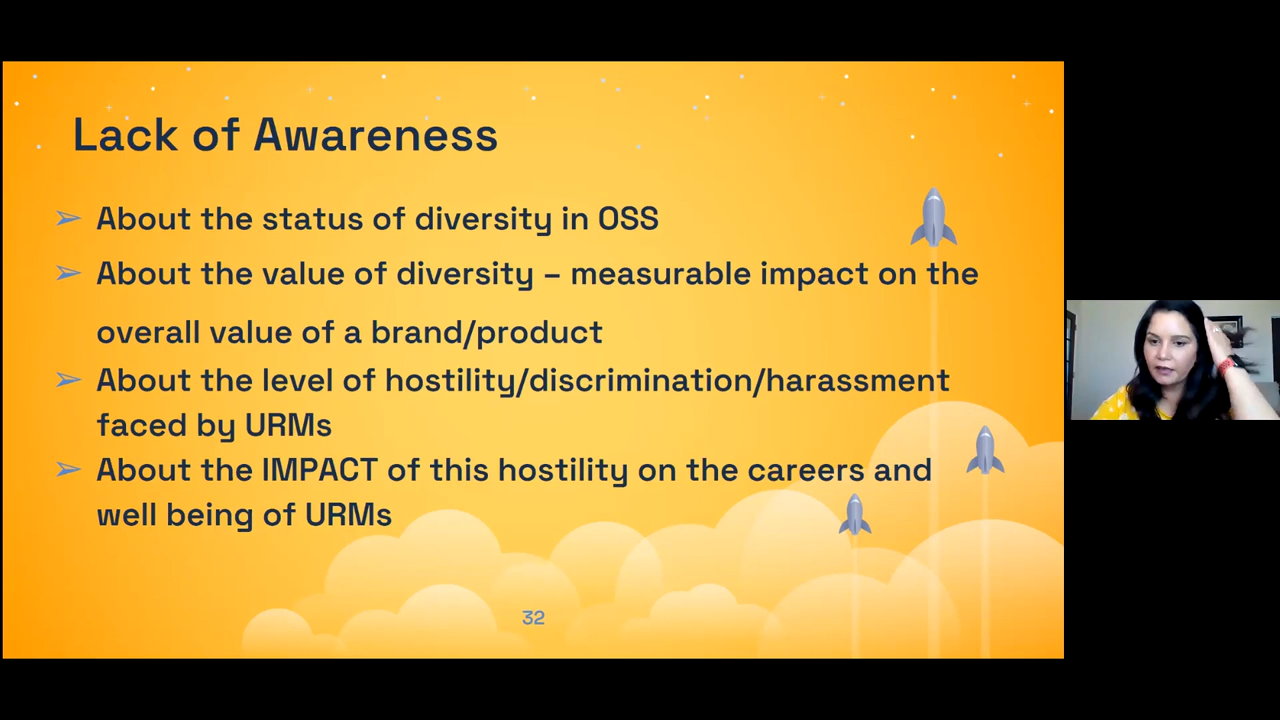 Lack of Awareness
➢ About the status of diversity in OSS
➢ About the value of diversity – measurable impact on the
overall value of a brand/product
➢ About the level of hostility/discrimination/harassment
faced by URMs
➢ About the IMPACT of this hostility on the careers and
well being of URMs
32